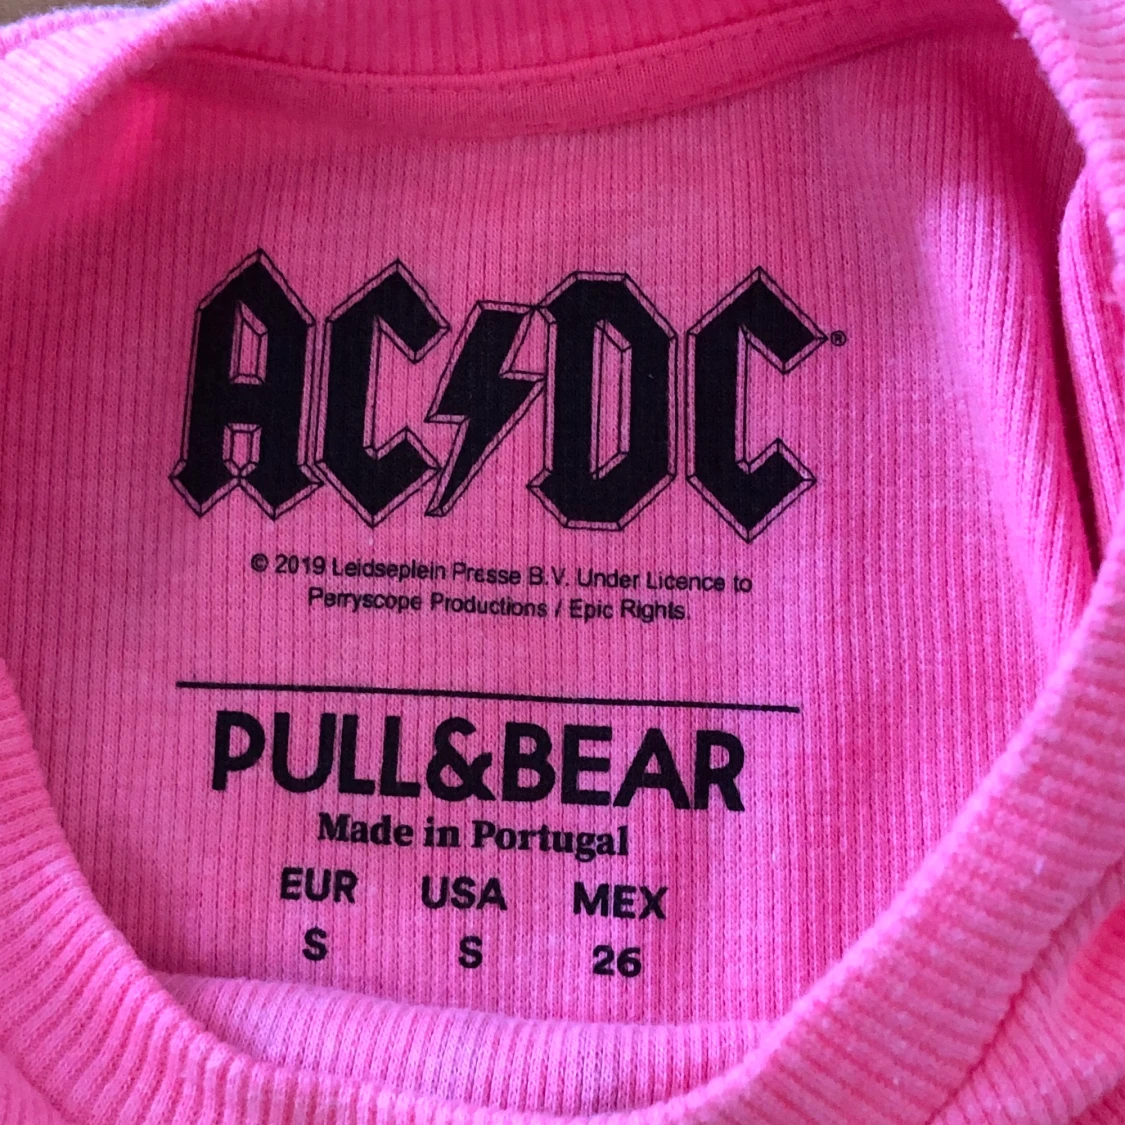 AC⚡DC®
© 2019 Leidseplein Presse B.V. Under Licence to
Perryscope Productions / Epic Rights.
PULL&BEAR
Made in Portugal
EUR USA MEX
S S 26